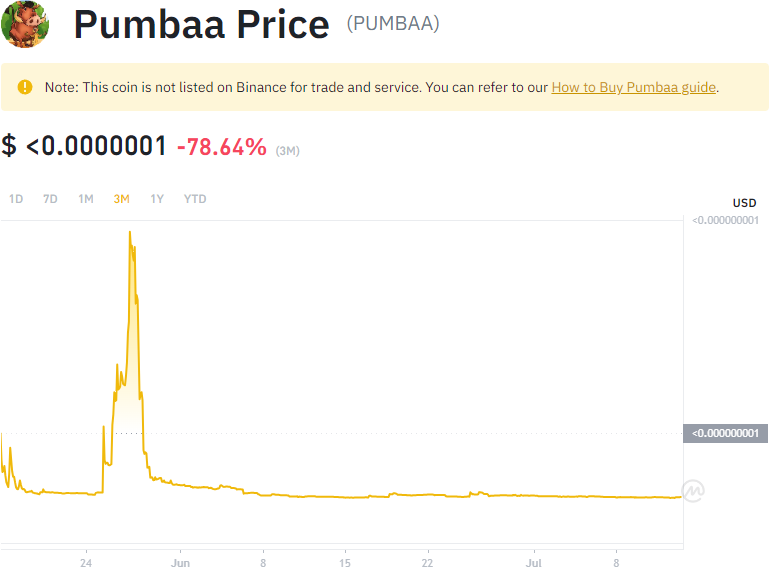 Pumbaa Price (PUMBAA)
Note: This coin is not listed on Binance for trade and service. You can refer to our How to Buy Pumbaa guide.
$ <0.0000001 -78.64% (3M)
1D 7D 1M 3M 1Y YTD
USD
<0.000000001
<0.000000001
24 Jun 8 15 22 Jul 8